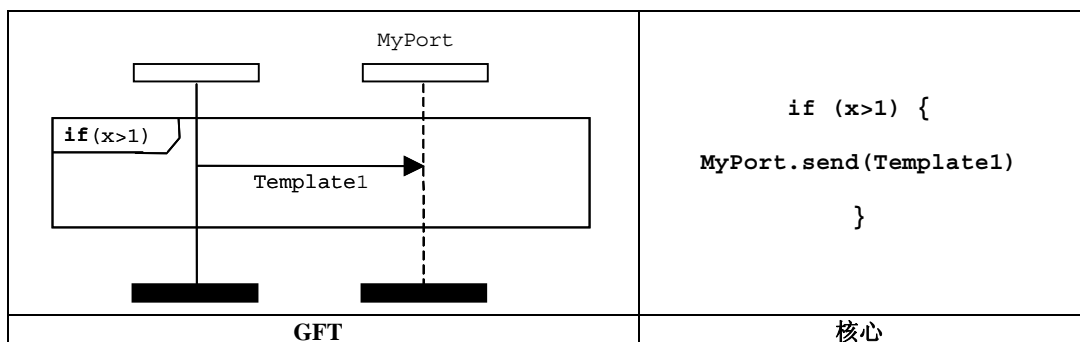 MyPort
if(x>1)
Template1
if (x>1) {
MyPort.send(Template1)
}
GFT
核心